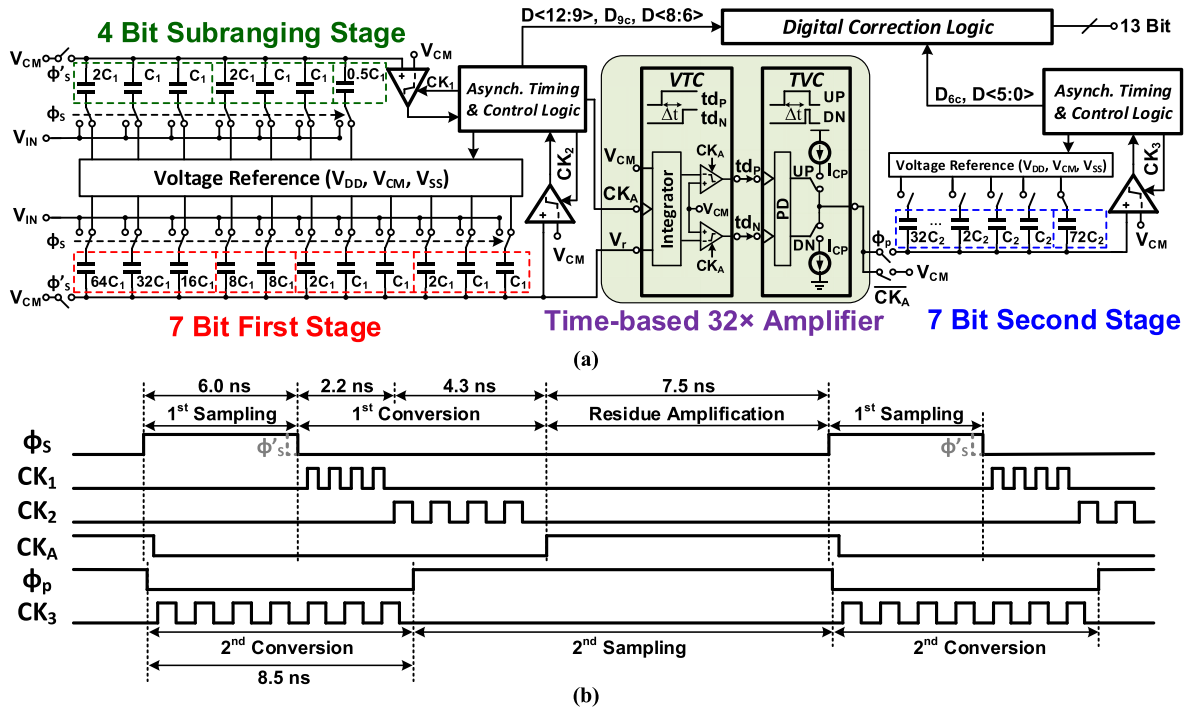 4 Bit Subranging Stage
D<12:9>, D9c, D<8:6>
Digital Correction Logic
13 Bit
VCM
Φ'S
2C1 C1 C1 2C1 C1 C1 0.5C1
VCM
CK1
Asynch. Timing
& Control Logic
ΦS
VIN
Voltage Reference (VDD, VCM, VSS)
CK2
VIN
ΦS
VCM
Φ'S
VCM
64C1 32C1 16C1 8C1 8C1 2C1 C1 C1 2C1 C1 C1
7 Bit First Stage
VTC
tdP
Δt
tdN
VCM
CKA
Vr
Integrator
CKA
VCM
CKA
tdP
tdN
TVC
UP
Δt
DN
ICP
UP
PD
DN
ICP
Time-based 32× Amplifier
D6c, D<5:0>
Asynch. Timing
& Control Logic
Voltage Reference (VDD, VCM, VSS)
CK3
VCM
Φp
VCM
CKA
32C2 ... 2C2 C2 C2 72C2
7 Bit Second Stage
(a)
6.0 ns 2.2 ns 4.3 ns 7.5 ns
1st Sampling 1st Conversion Residue Amplification 1st Sampling
ΦS Φ'S Φ'S
CK1
CK2
CKA
Φp
CK3
2nd Conversion 2nd Sampling 2nd Conversion
8.5 ns
(b)